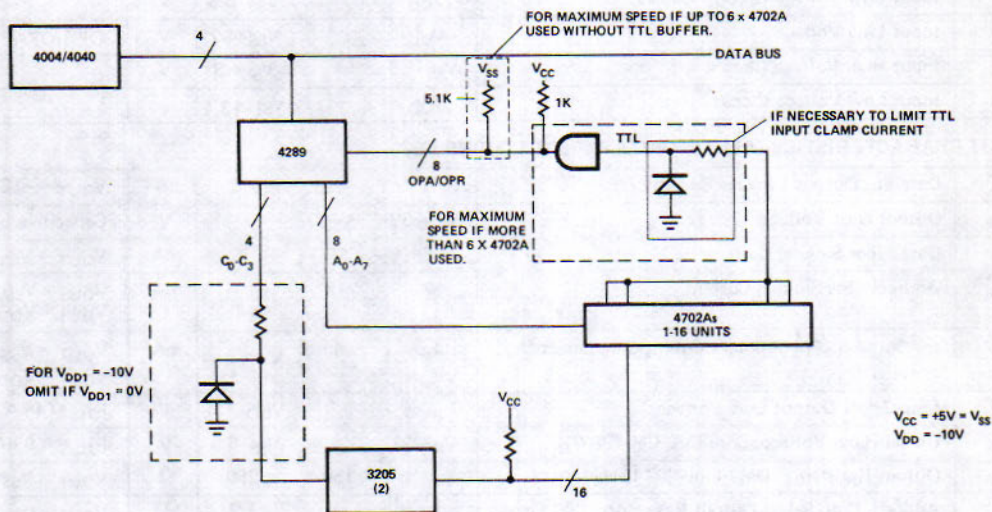 FOR MAXIMUM SPEED IF UP TO 6 x 4702A
USED WITHOUT TTL BUFFER.
4004/4040
4
DATA BUS
VSS
VCC
5.1K
1K
TTL
IF NECESSARY TO LIMIT TTL
INPUT CLAMP CURRENT
4289
8
OPA/OPR
FOR MAXIMUM
SPEED IF MORE
THAN 6 X 4702A
USED.
4
8
C0-C3
A0-A7
4702As
1-16 UNITS
FOR VDD1 = -10V
OMIT IF VDD1 = 0V
VCC
VCC = +5V = VSS
VDD = -10V
3205
(2)
16